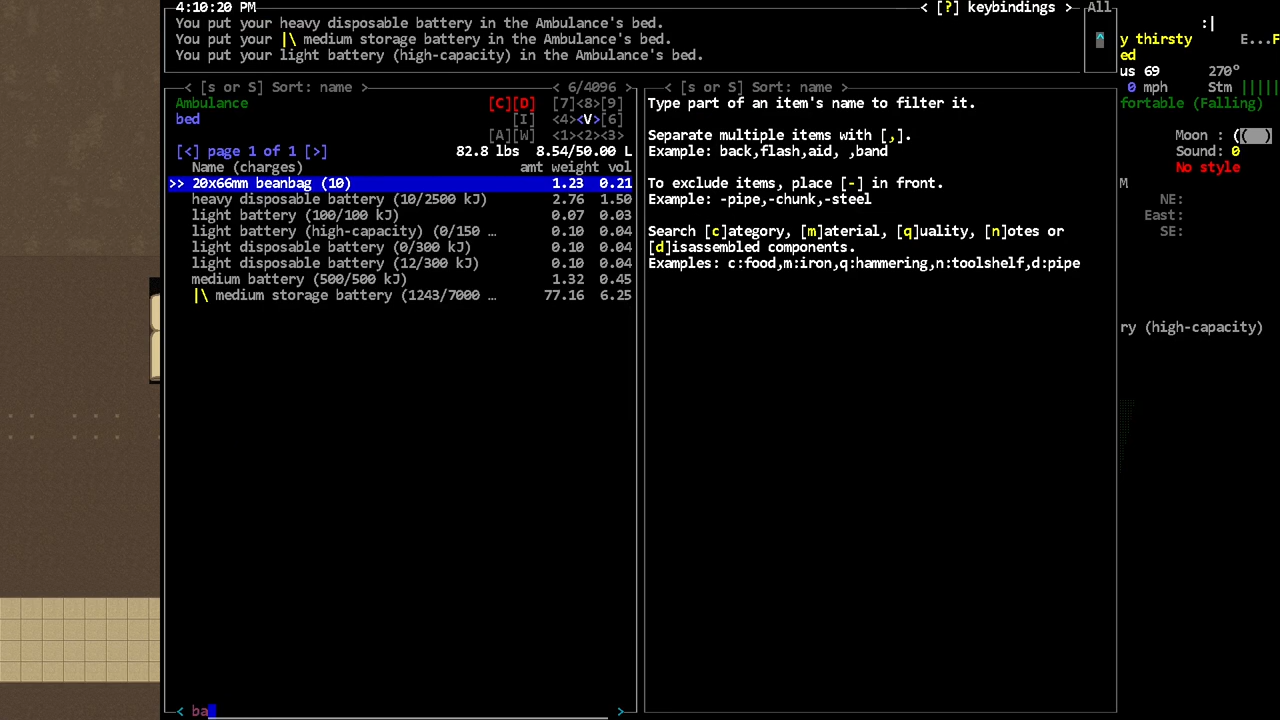 4:10:20 PM < [?] keybindings > All
You put your heavy disposable battery in the Ambulance's bed.
You put your |\ medium storage battery in the Ambulance's bed.
You put your light battery (high-capacity) in the Ambulance's bed.
:|
y thirsty E...F
ed
us 69 270°
0 mph Stm |||||
fortable (Falling)
Moon : ((  ))
Sound: 0
No style
M
NE:
East:
SE:
ry (high-capacity)
< [s or S] Sort: name > < 6/4096 >
Ambulance [C][D] [7]<8>[9]
bed [I] <4><V>[6]
[A][W] <1><2><3>
[<] page 1 of 1 [>] 82.8 lbs 8.54/50.00 L
Name (charges) amt weight vol
>> 20x66mm beanbag (10) 1.23 0.21
heavy disposable battery (10/2500 kJ) 2.76 1.50
light battery (100/100 kJ) 0.07 0.03
light battery (high-capacity) (0/150 … 0.10 0.04
light disposable battery (0/300 kJ) 0.10 0.04
light disposable battery (12/300 kJ) 0.10 0.04
medium battery (500/500 kJ) 1.32 0.45
|\ medium storage battery (1243/7000 … 77.16 6.25
< ba >
< [s or S] Sort: name >
Type part of an item's name to filter it.
Separate multiple items with [,].
Example: back,flash,aid, ,band
To exclude items, place [-] in front.
Example: -pipe,-chunk,-steel
Search [c]ategory, [m]aterial, [q]uality, [n]otes or
[d]isassembled components.
Examples: c:food,m:iron,q:hammering,n:toolshelf,d:pipe